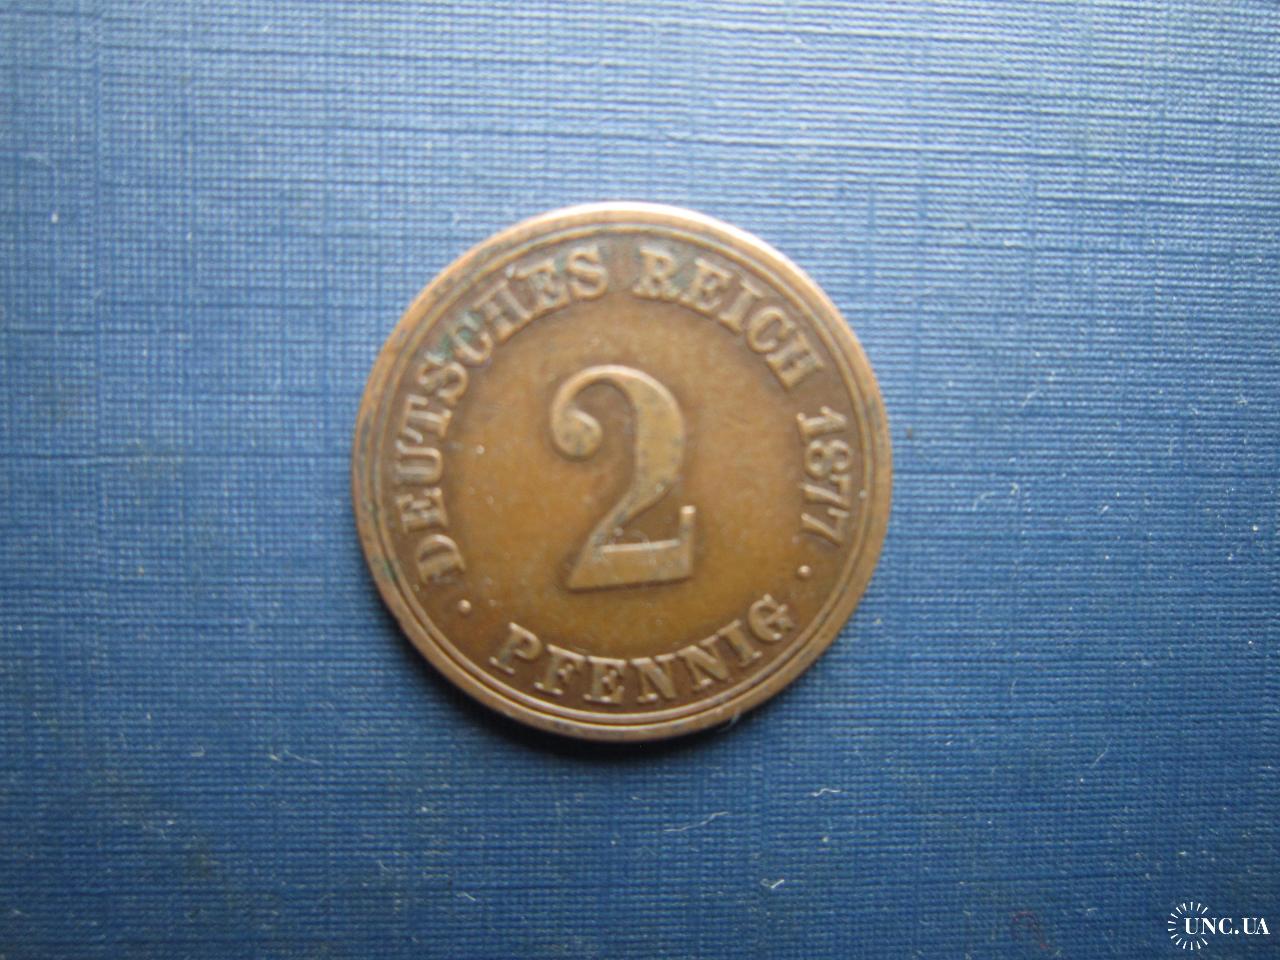 DEUTSCHES REICH 1877
2
PFENNIG
UNC.UA